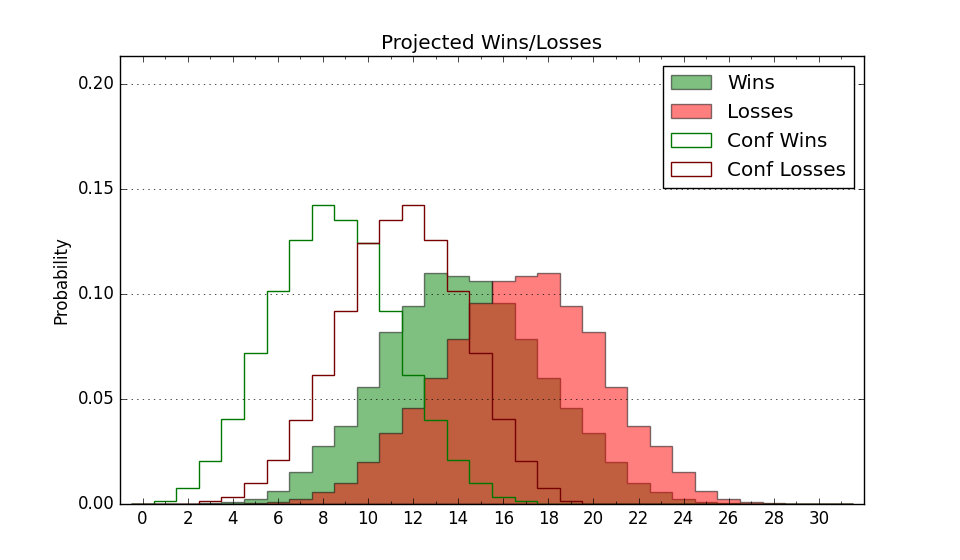 Projected Wins/Losses
0.20
0.15
0.10
0.05
0.00
Probability
Wins
Losses
Conf Wins
Conf Losses
0 2 4 6 8 10 12 14 16 18 20 22 24 26 28 30